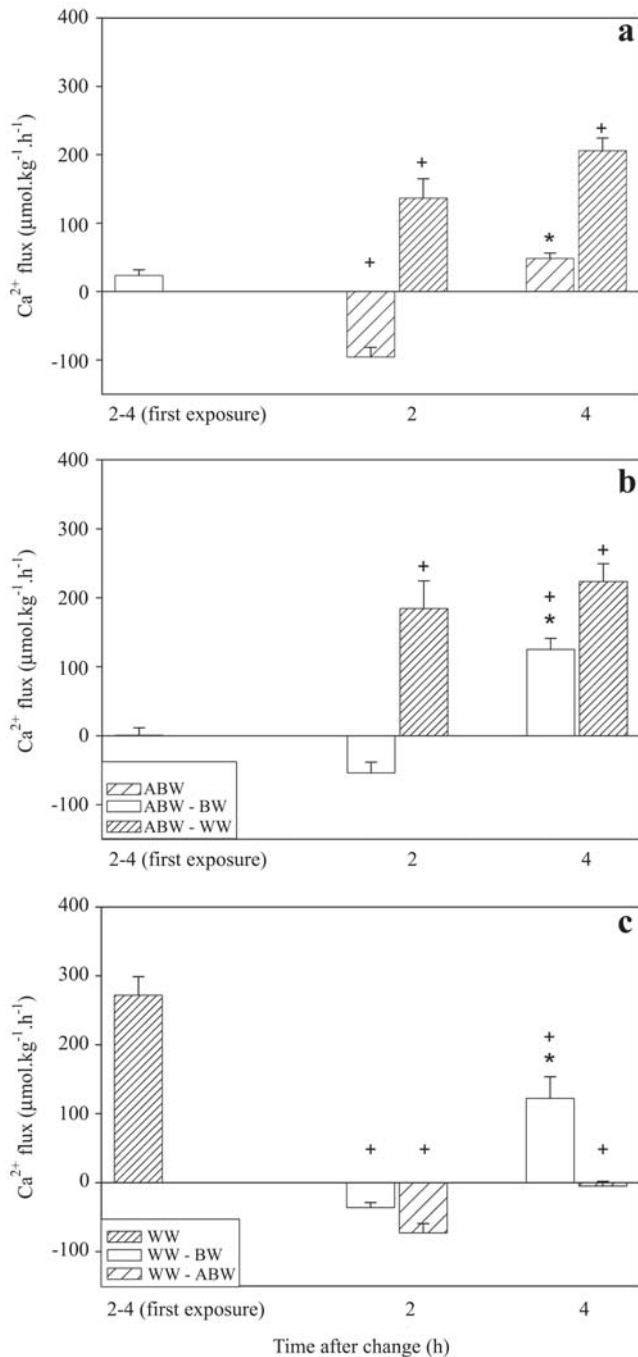 a
400
300
200
100
0
-100
Ca²⁺ flux (µmol.kg⁻¹.h⁻¹)
+
+
*
+
2-4 (first exposure) 2 4
b
400
300
200
100
0
-100
Ca²⁺ flux (µmol.kg⁻¹.h⁻¹)
+
+
*
+
ABW
ABW - BW
ABW - WW
2-4 (first exposure) 2 4
c
400
300
200
100
0
-100
Ca²⁺ flux (µmol.kg⁻¹.h⁻¹)
+
+
+
*
+
WW
WW - BW
WW - ABW
2-4 (first exposure) 2 4
Time after change (h)